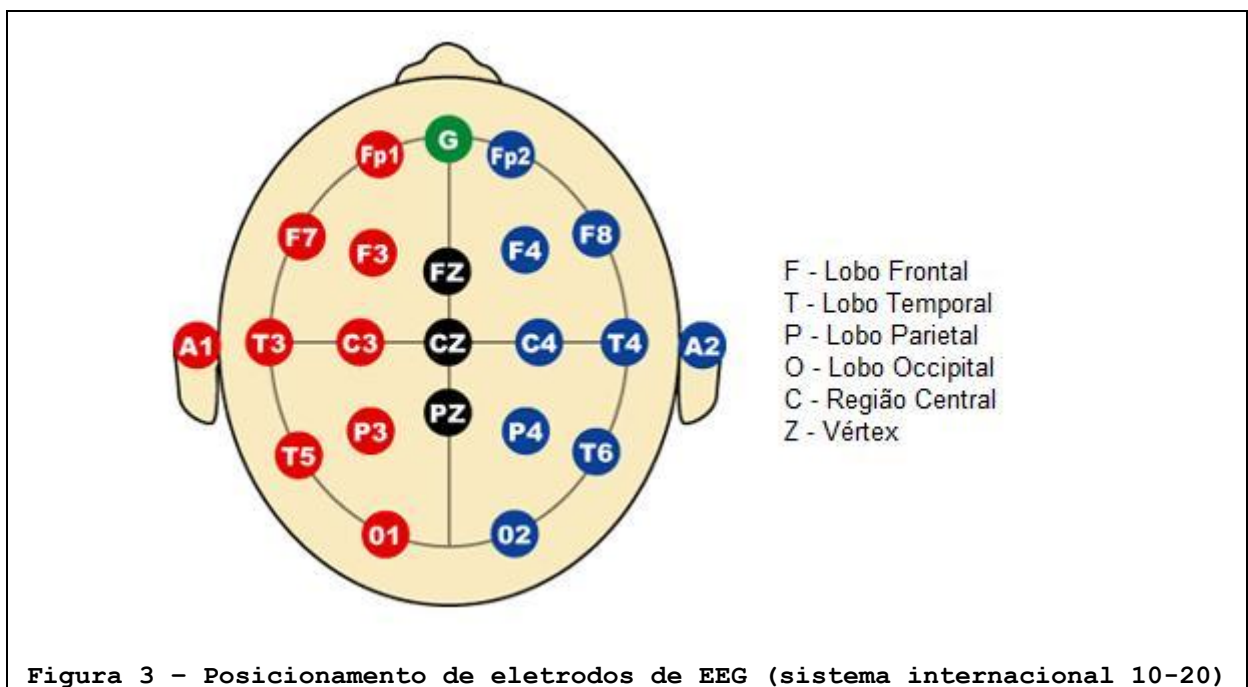 G
Fp1 Fp2
F7 F3 FZ F4 F8
A1 T3 C3 CZ C4 T4 A2
T5 P3 PZ P4 T6
01 02
F - Lobo Frontal
T - Lobo Temporal
P - Lobo Parietal
O - Lobo Occipital
C - Região Central
Z - Vértex
Figura 3 – Posicionamento de eletrodos de EEG (sistema internacional 10-20)